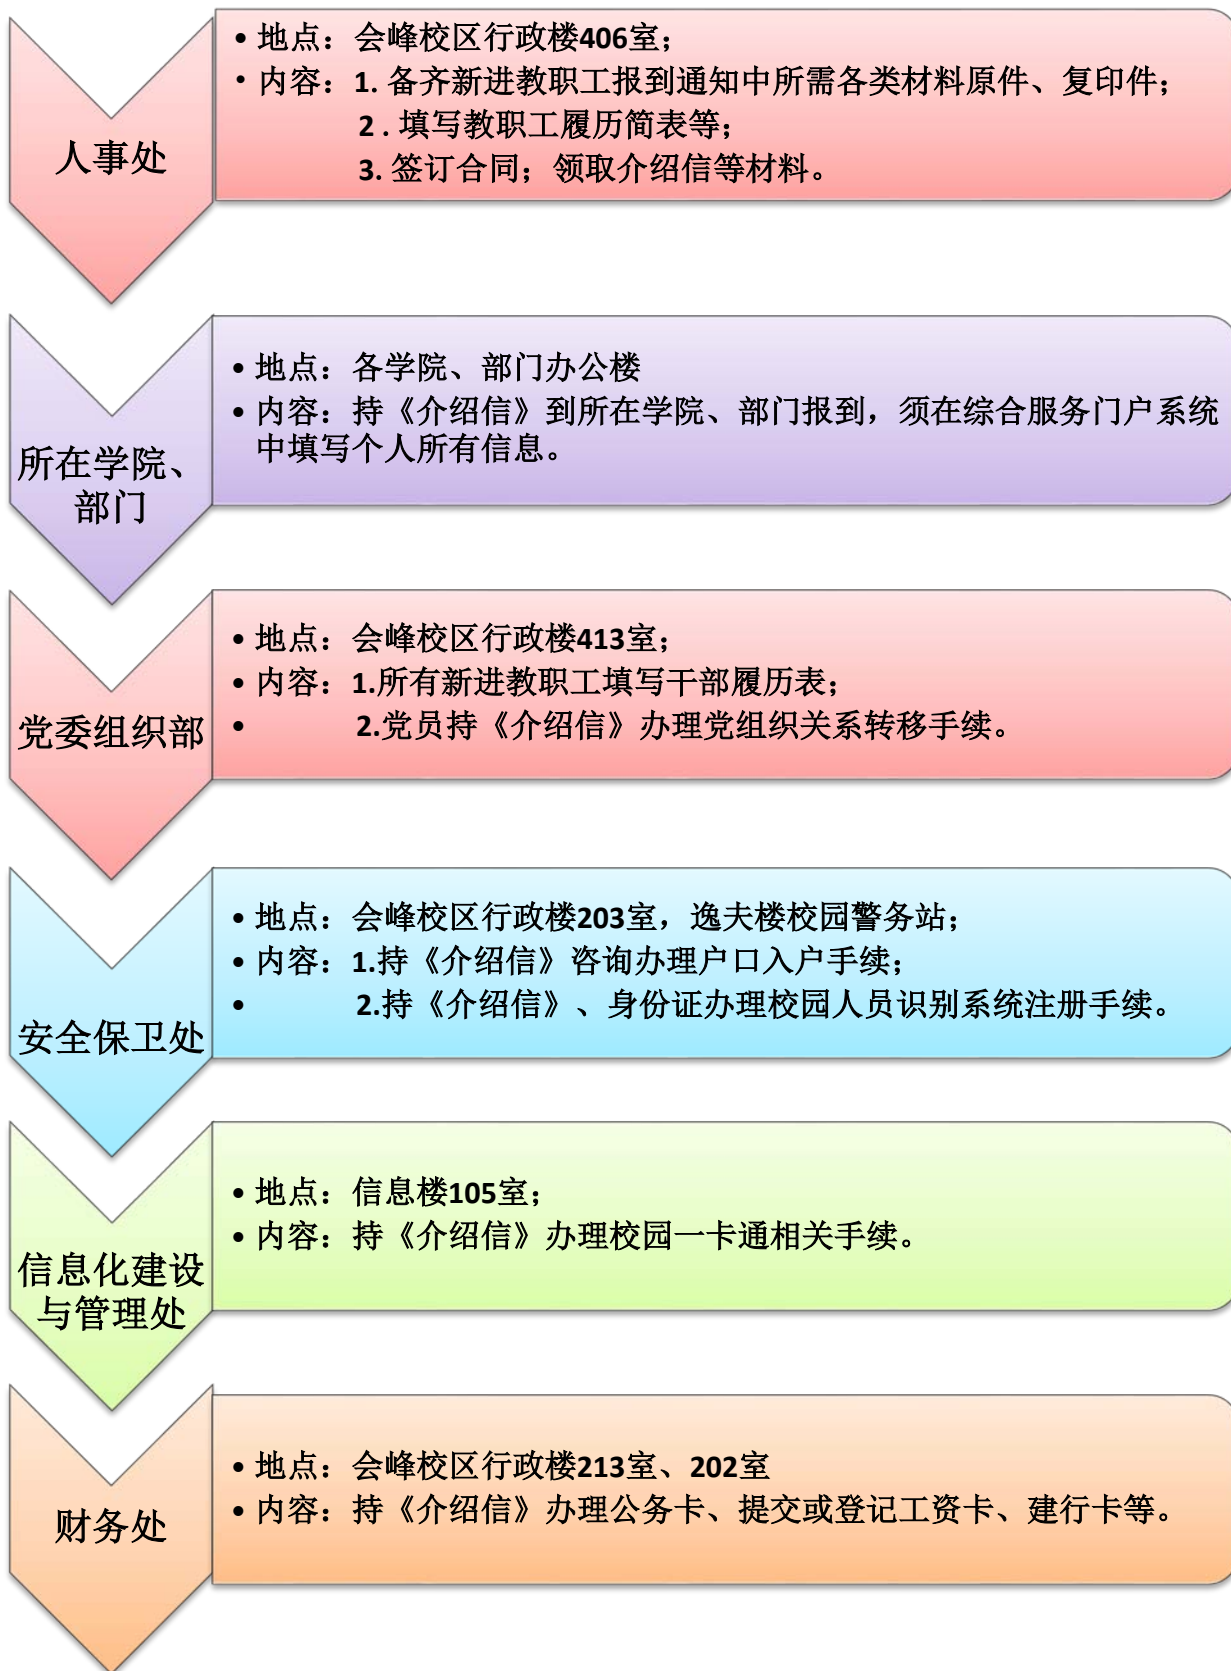 人事处
• 地点：会峰校区行政楼406室；
• 内容：1. 备齐新进教职工报到通知中所需各类材料原件、复印件；
2 . 填写教职工履历简表等；
3. 签订合同；领取介绍信等材料。
所在学院、
部门
• 地点：各学院、部门办公楼
• 内容：持《介绍信》到所在学院、部门报到，须在综合服务门户系统
中填写个人所有信息。
党委组织部
• 地点：会峰校区行政楼413室；
• 内容：1.所有新进教职工填写干部履历表；
• 2.党员持《介绍信》办理党组织关系转移手续。
安全保卫处
• 地点：会峰校区行政楼203室，逸夫楼校园警务站；
• 内容：1.持《介绍信》咨询办理户口入户手续；
• 2.持《介绍信》、身份证办理校园人员识别系统注册手续。
信息化建设
与管理处
• 地点：信息楼105室；
• 内容：持《介绍信》办理校园一卡通相关手续。
财务处
• 地点：会峰校区行政楼213室、202室
• 内容：持《介绍信》办理公务卡、提交或登记工资卡、建行卡等。